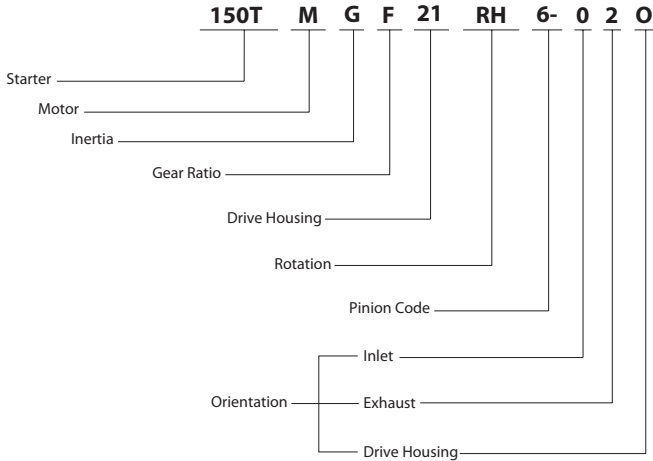 150T M G F 21 RH 6- 0 2 O
Starter
Motor
Inertia
Gear Ratio
Drive Housing
Rotation
Pinion Code
Inlet
Orientation Exhaust
Drive Housing